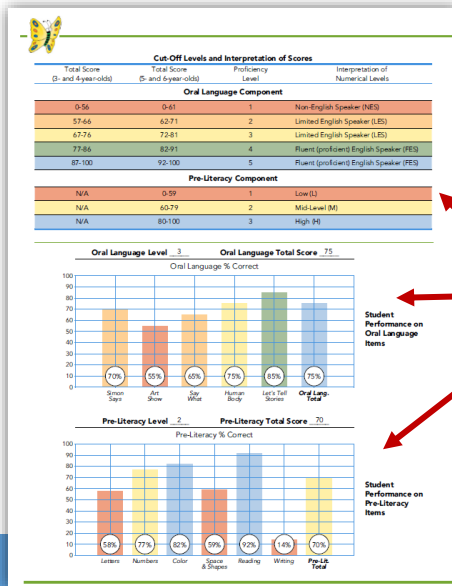 Cut-Off Levels and Interpretation of Scores
Total Score Total Score Proficiency Interpretation of
(3- and 4-year-olds) (5- and 6-year-olds) Level Numerical Levels
Oral Language Component
0-56 0-61 1 Non-English Speaker (NES)
57-66 62-71 2 Limited English Speaker (LES)
67-76 72-81 3 Limited English Speaker (LES)
77-86 82-91 4 Fluent (proficient) English Speaker (FES)
87-100 92-100 5 Fluent (proficient) English Speaker (FES)
Pre-Literacy Component
N/A 0-59 1 Low (L)
N/A 60-79 2 Mid-Level (M)
N/A 80-100 3 High (H)
Oral Language Level 3 Oral Language Total Score 75
Oral Language % Correct
100
90
80
70
60
50
40
30
20
10
0
70% 55% 65% 75% 85% 75%
Simon Art Say Human Let's Tell Oral Lang.
Says Show What Body Stories Total
Student
Performance on
Oral Language
Items
Pre-Literacy Level 2 Pre-Literacy Total Score 70
Pre-Literacy % Correct
100
90
80
70
60
50
40
30
20
10
0
58% 77% 82% 59% 92% 14% 70%
Letters Numbers Color Space Reading Writing Pre-Lit.
& Shapes Total
Student
Performance on
Pre-Literacy
Items